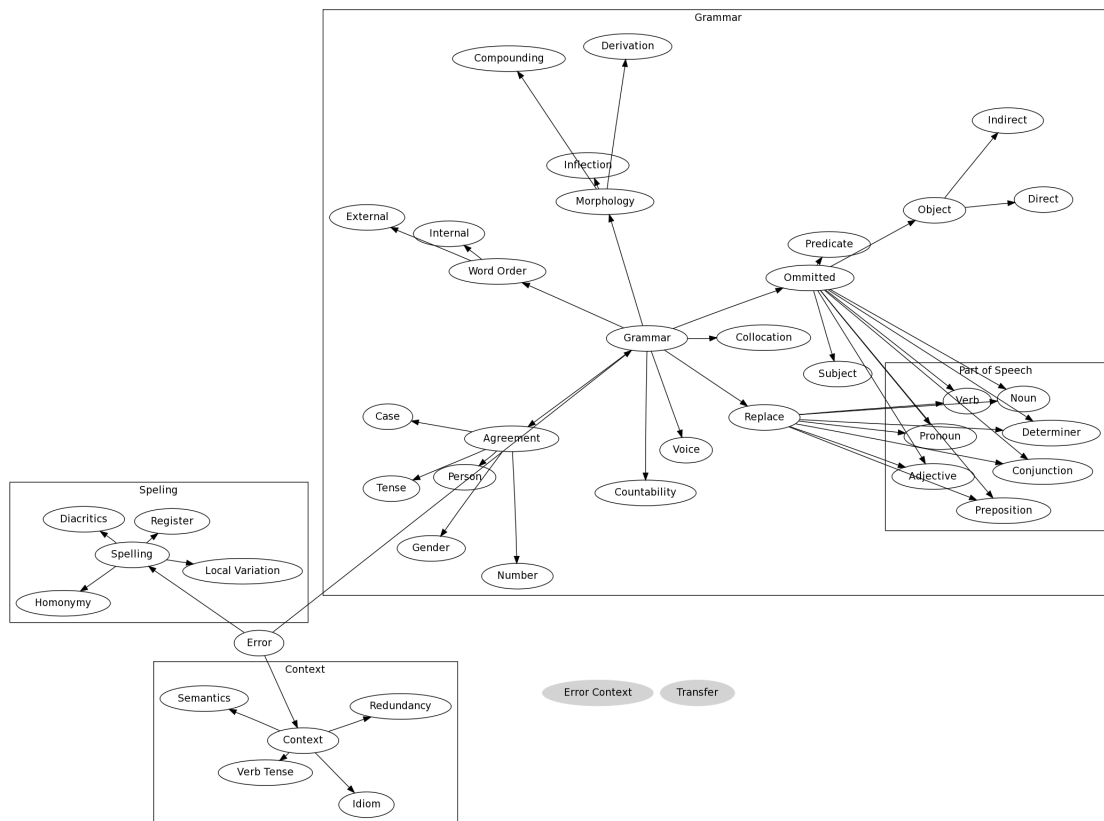 Grammar
Derivation
Compounding
Indirect
Inflection
Morphology
Direct
Object
External
Internal
Predicate
Word Order
Ommitted
Grammar
Collocation
Subject
Part of Speech
Verb
Noun
Case
Replace
Agreement
Pronoun
Determiner
Voice
Person
Adjective
Conjunction
Tense
Countability
Preposition
Speling
Diacritics
Register
Gender
Spelling
Local Variation
Number
Homonymy
Error
Context
Semantics
Redundancy
Error Context
Transfer
Context
Verb Tense
Idiom